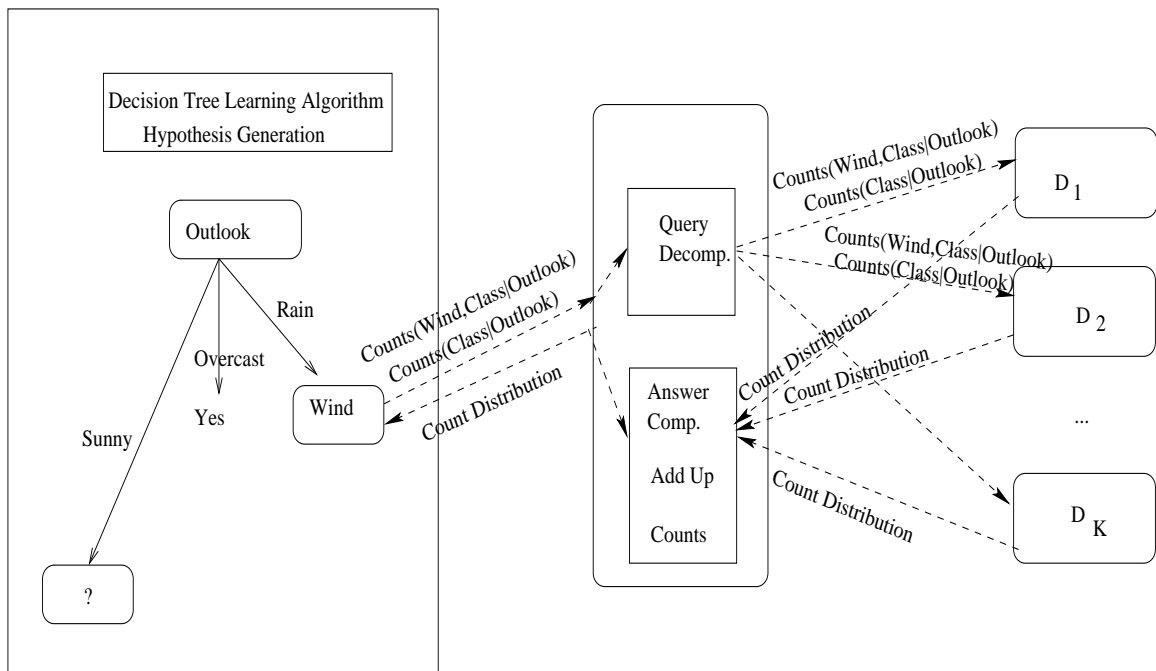 Decision Tree Learning Algorithm
Hypothesis Generation
Outlook
Rain
Overcast
Yes
Wind
Sunny
?
Counts(Wind,Class|Outlook)
Counts(Class|Outlook)
Count Distribution
Query
Decomp.
Answer
Comp.
Add Up
Counts
Counts(Wind,Class|Outlook)
Counts(Class|Outlook)
Counts(Wind,Class|Outlook)
Counts(Class|Outlook)
Count Distribution
Count Distribution
Count Distribution
D 1
D 2
...
D K